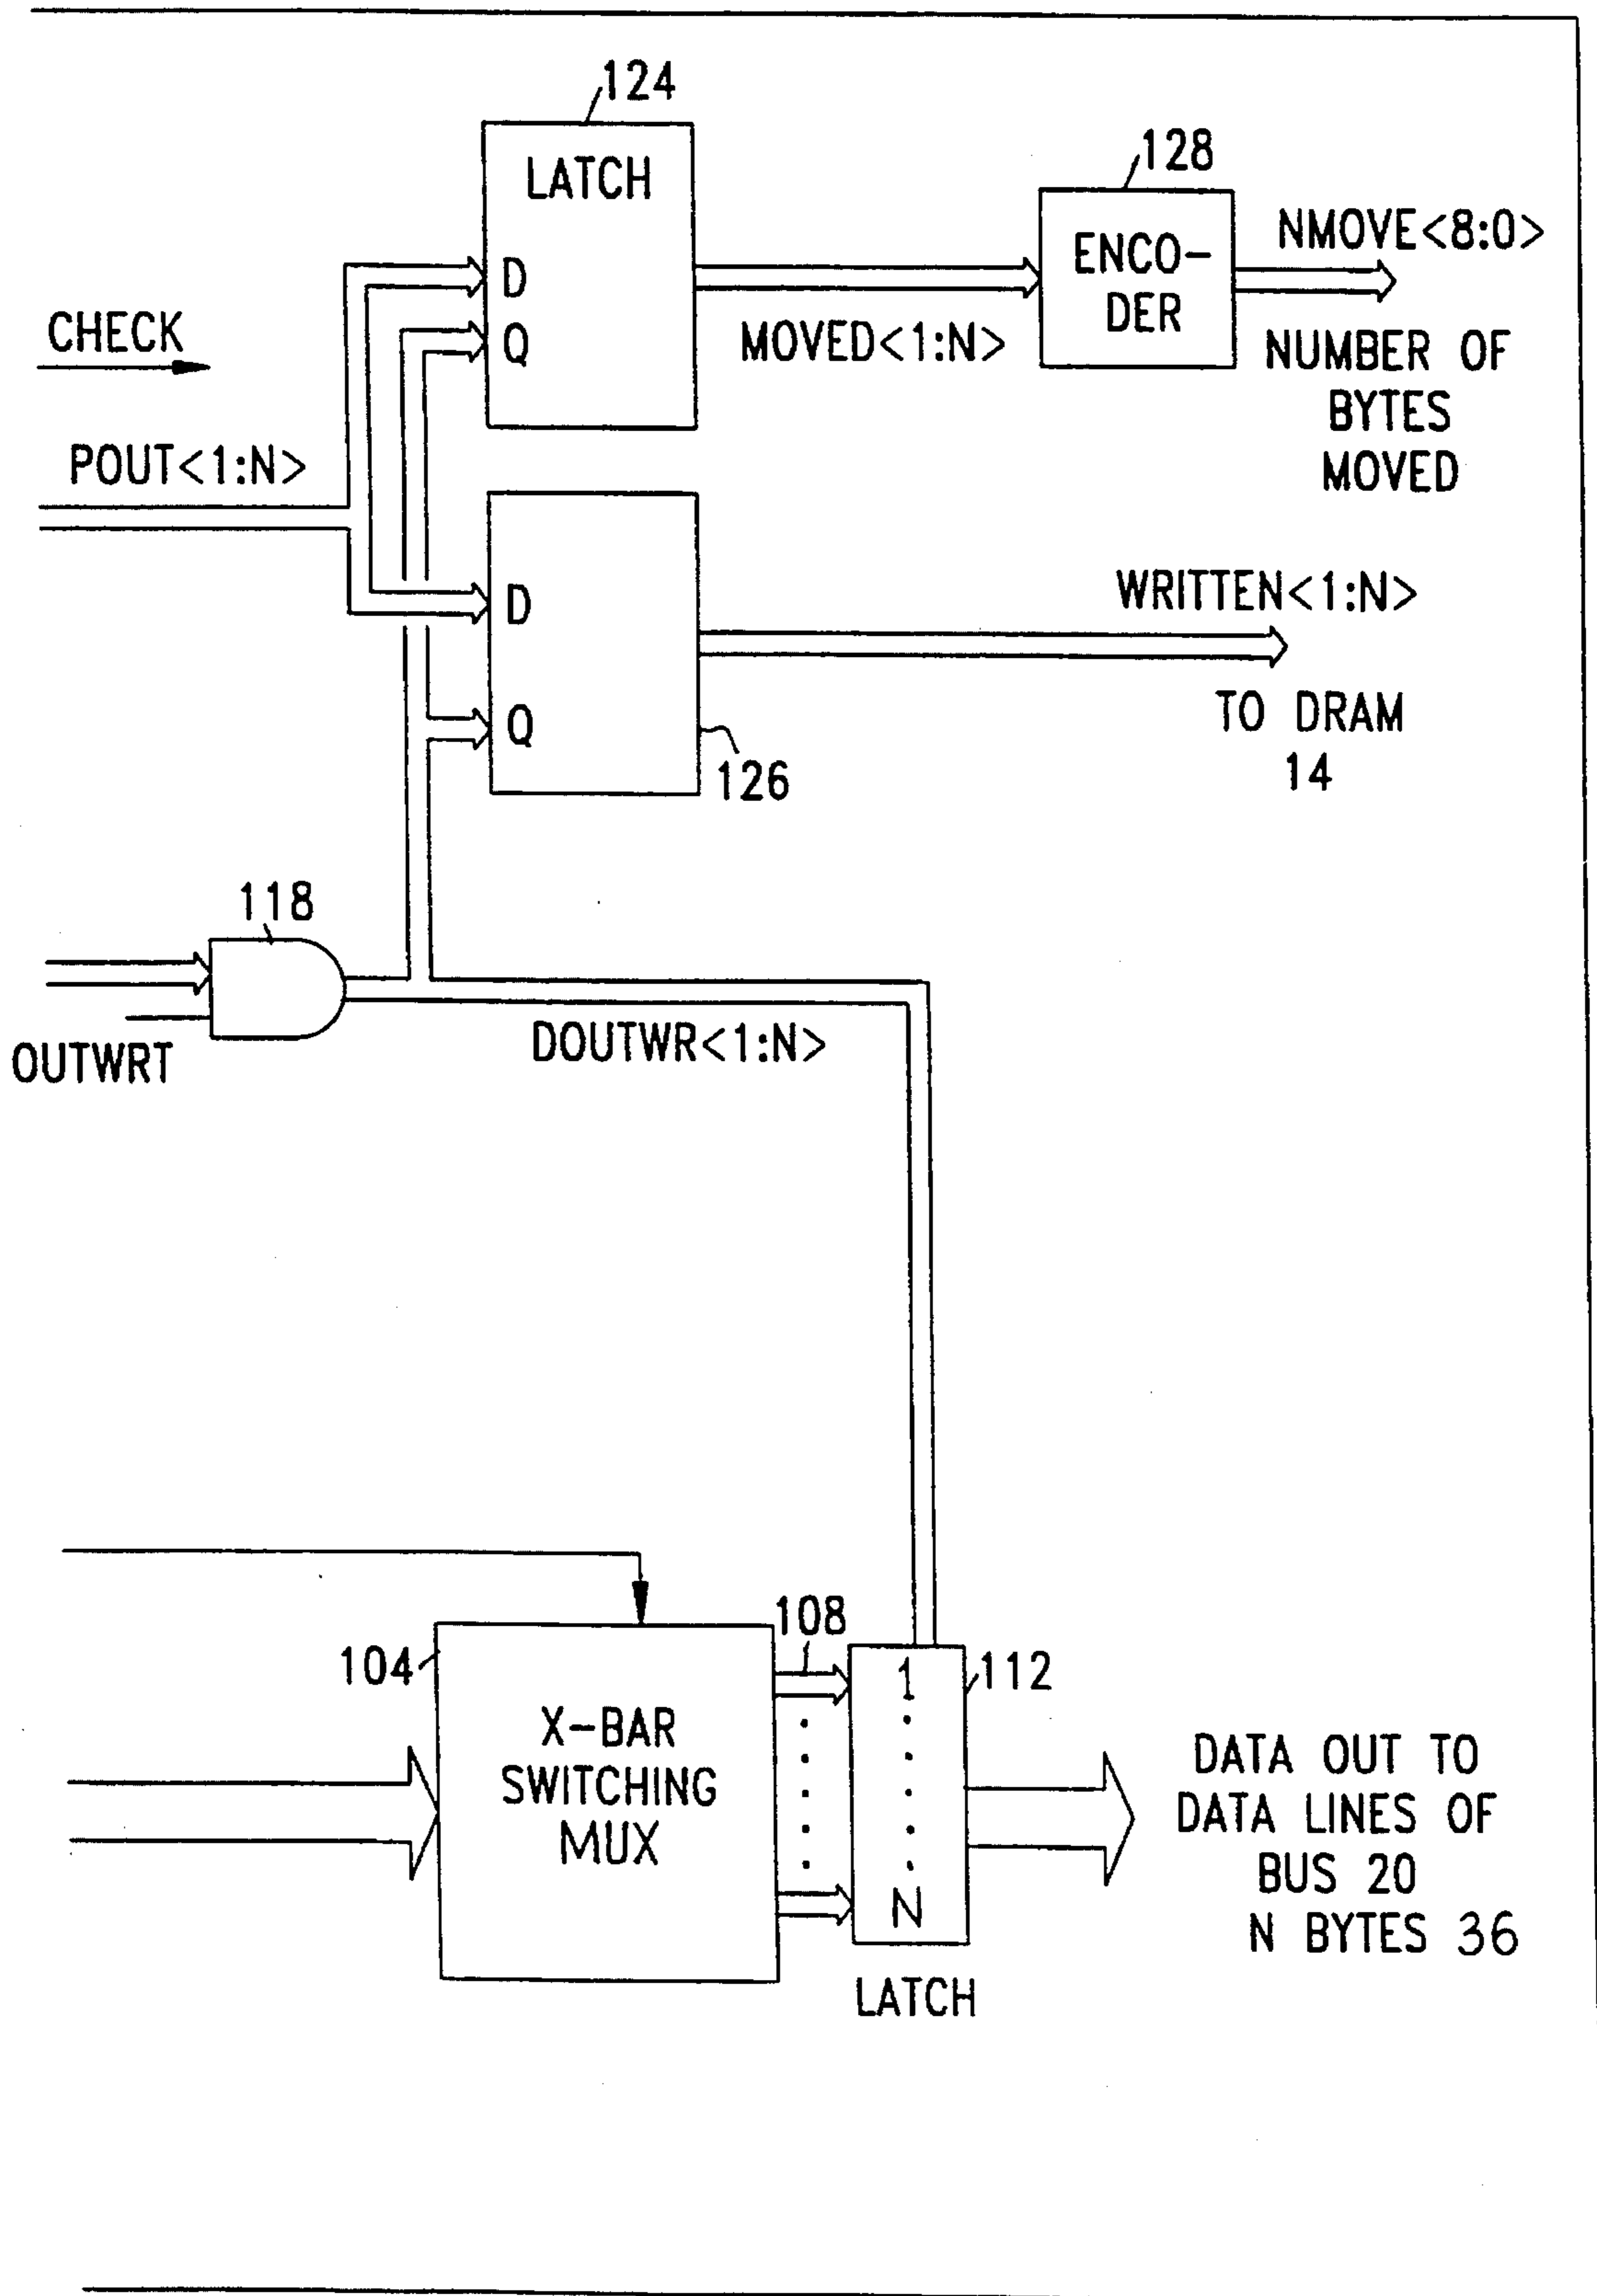 124
LATCH
128
ENCO-
DER
NMOVE<8:0>
D
CHECK
Q
MOVED<1:N>
NUMBER OF
BYTES
MOVED
POUT<1:N>
WRITTEN<1:N>
D
TO DRAM
14
Q
126
118
OUTWRT
DOUTWR<1:N>
108
104
1
112
X-BAR
SWITCHING
MUX
N
DATA OUT TO
DATA LINES OF
BUS 20
N BYTES 36
LATCH